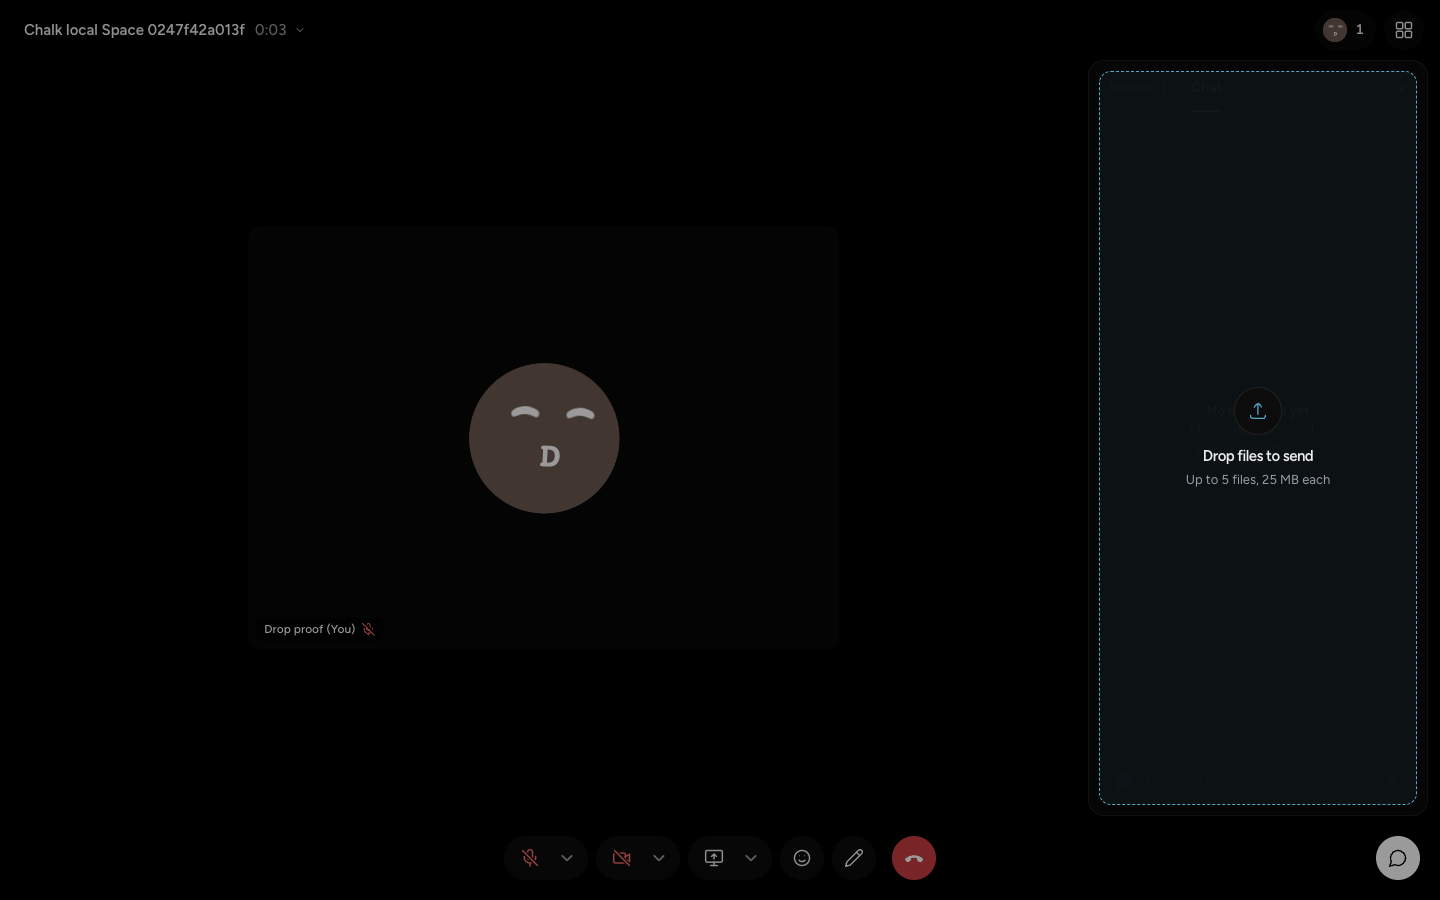 Chalk local Space 0247f42a013f 0:03
1
Chat
D
Drop files to send
Up to 5 files, 25 MB each
Drop proof (You)